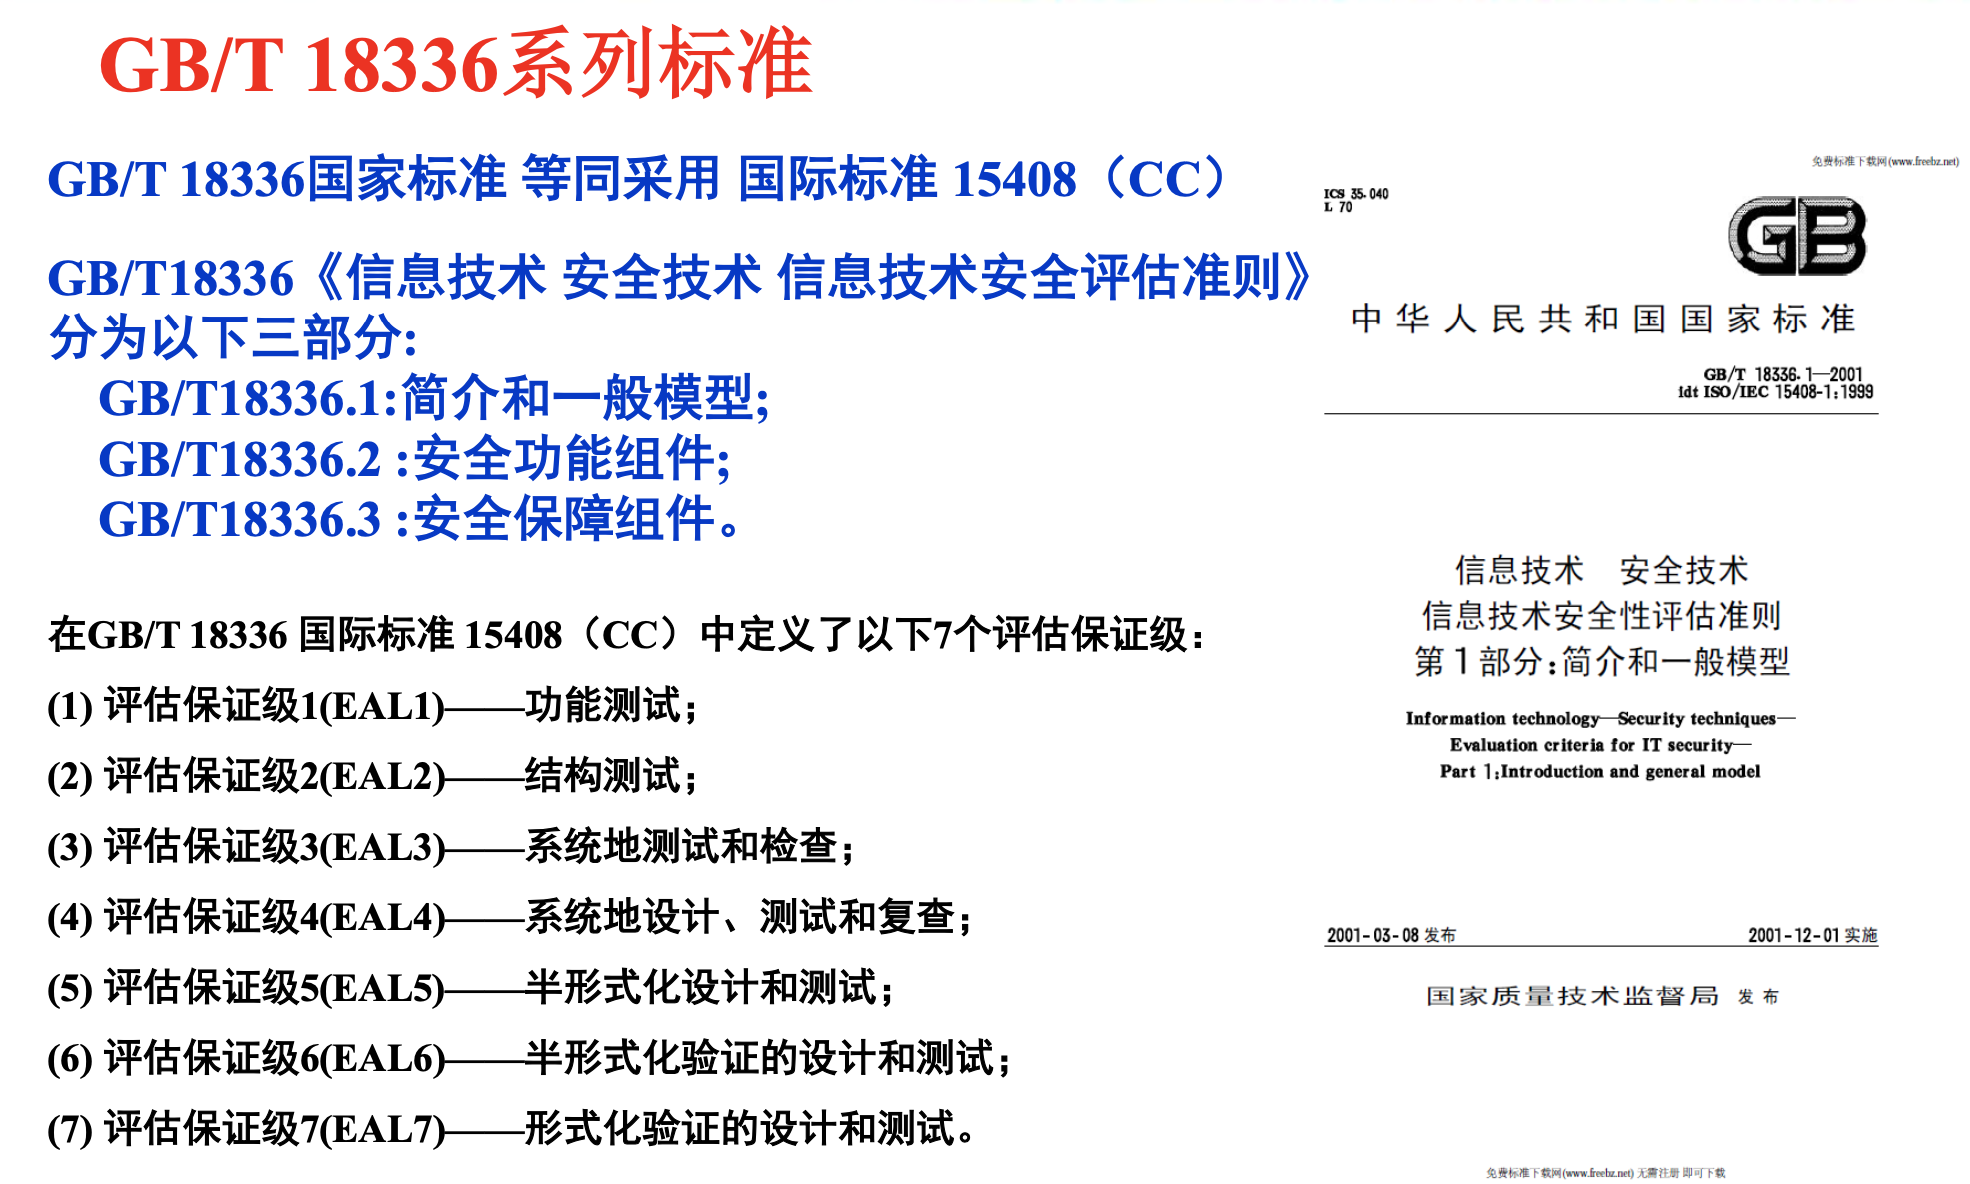 GB/T 18336系列标准
GB/T 18336国家标准 等同采用 国际标准 15408（CC）
GB/T18336《信息技术 安全技术 信息技术安全评估准则》
分为以下三部分:
GB/T18336.1:简介和一般模型;
GB/T18336.2 :安全功能组件;
GB/T18336.3 :安全保障组件。
在GB/T 18336 国际标准 15408（CC）中定义了以下7个评估保证级：
(1) 评估保证级1(EAL1)——功能测试；
(2) 评估保证级2(EAL2)——结构测试；
(3) 评估保证级3(EAL3)——系统地测试和检查；
(4) 评估保证级4(EAL4)——系统地设计、测试和复查；
(5) 评估保证级5(EAL5)——半形式化设计和测试；
(6) 评估保证级6(EAL6)——半形式化验证的设计和测试；
(7) 评估保证级7(EAL7)——形式化验证的设计和测试。
免费标准下载网(www.freebz.net)
ICS 35.040
L 70
GB
中华人民共和国国家标准
GB/T 18336.1—2001
idt ISO/IEC 15408-1:1999
信息技术 安全技术
信息技术安全性评估准则
第1部分:简介和一般模型
Information technology—Security techniques—
Evaluation criteria for IT security—
Part 1:Introduction and general model
2001-03-08 发布
2001-12-01 实施
国家质量技术监督局 发布
免费标准下载网(www.freebz.net) 无需注册 即可下载